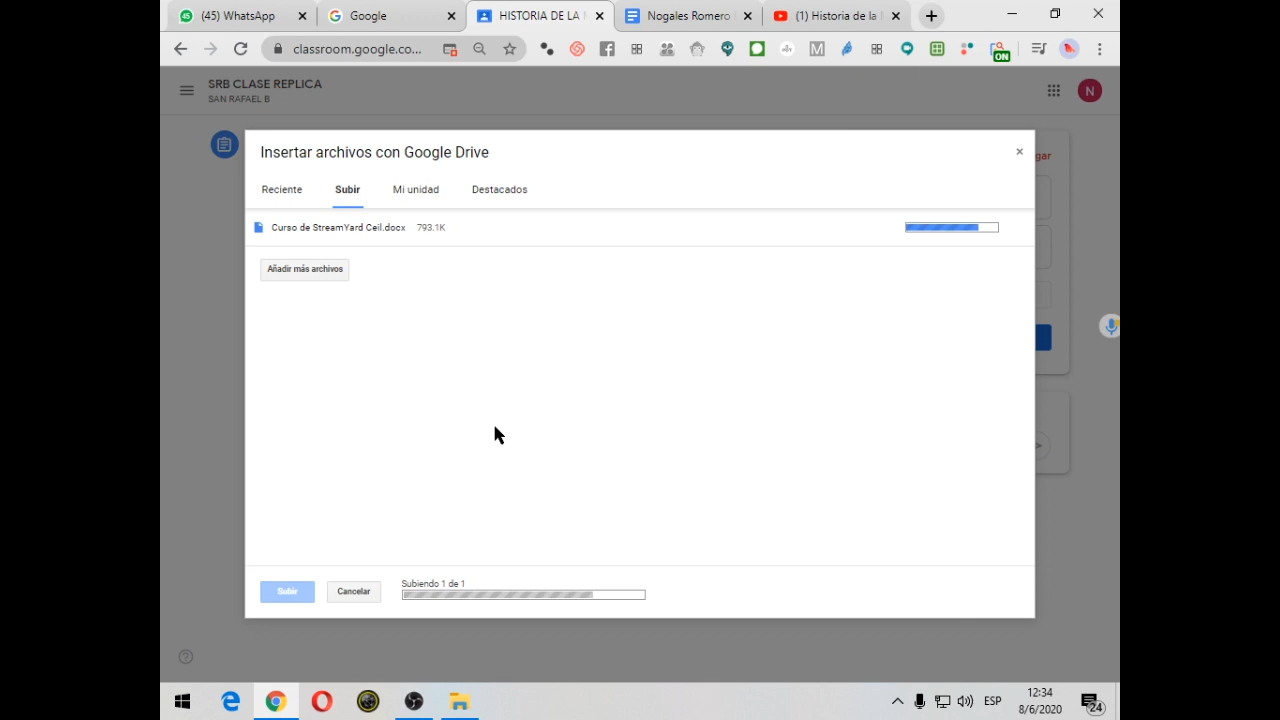 (45) WhatsApp
Google
HISTORIA DE LA
Nogales Romero
(1) Historia de la
classroom.google.co...
ON
SRB CLASE REPLICA
SAN RAFAEL B
N
gar
Insertar archivos con Google Drive
Reciente Subir Mi unidad Destacados
Curso de StreamYard Ceil.docx 793.1K
Añadir más archivos
Subir Cancelar
Subiendo 1 de 1
ESP
12:34
8/6/2020
24